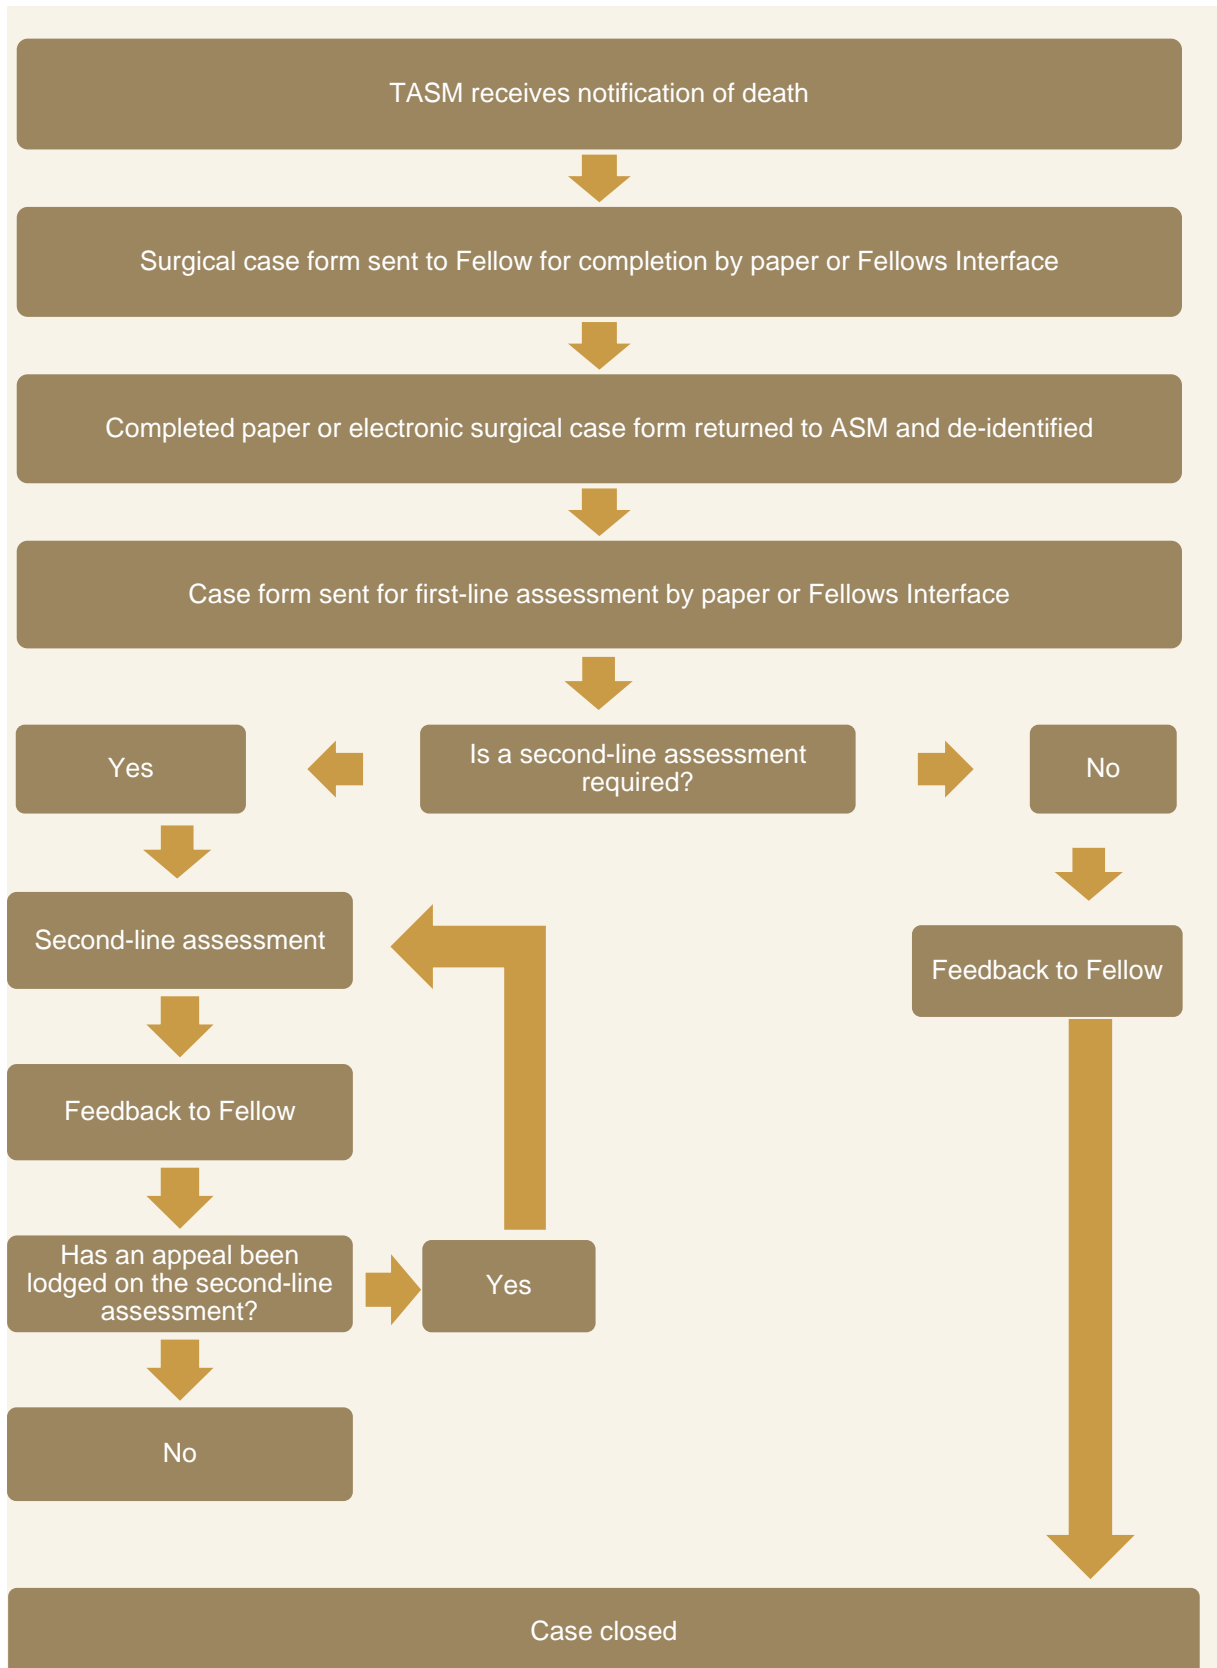 TASM receives notification of death
Surgical case form sent to Fellow for completion by paper or Fellows Interface
Completed paper or electronic surgical case form returned to ASM and de-identified
Case form sent for first-line assessment by paper or Fellows Interface
Yes
Is a second-line assessment
required?
No
Second-line assessment
Feedback to Fellow
Feedback to Fellow
Has an appeal been
lodged on the second-line
assessment?
Yes
No
Case closed